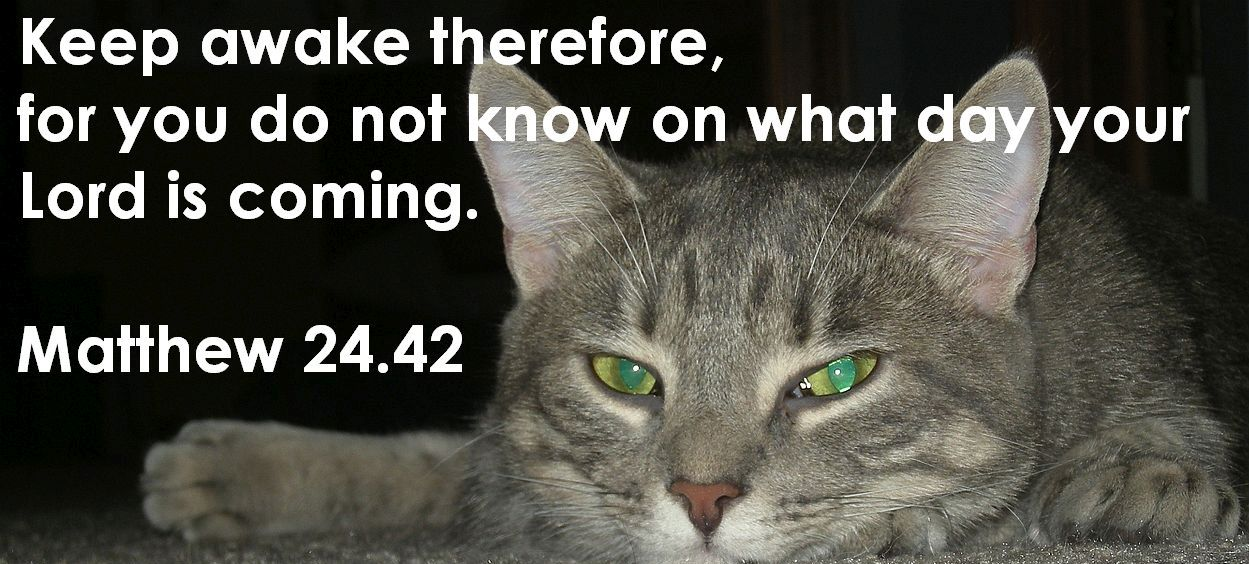 Keep awake therefore,
for you do not know on what day your
Lord is coming.
Matthew 24.42